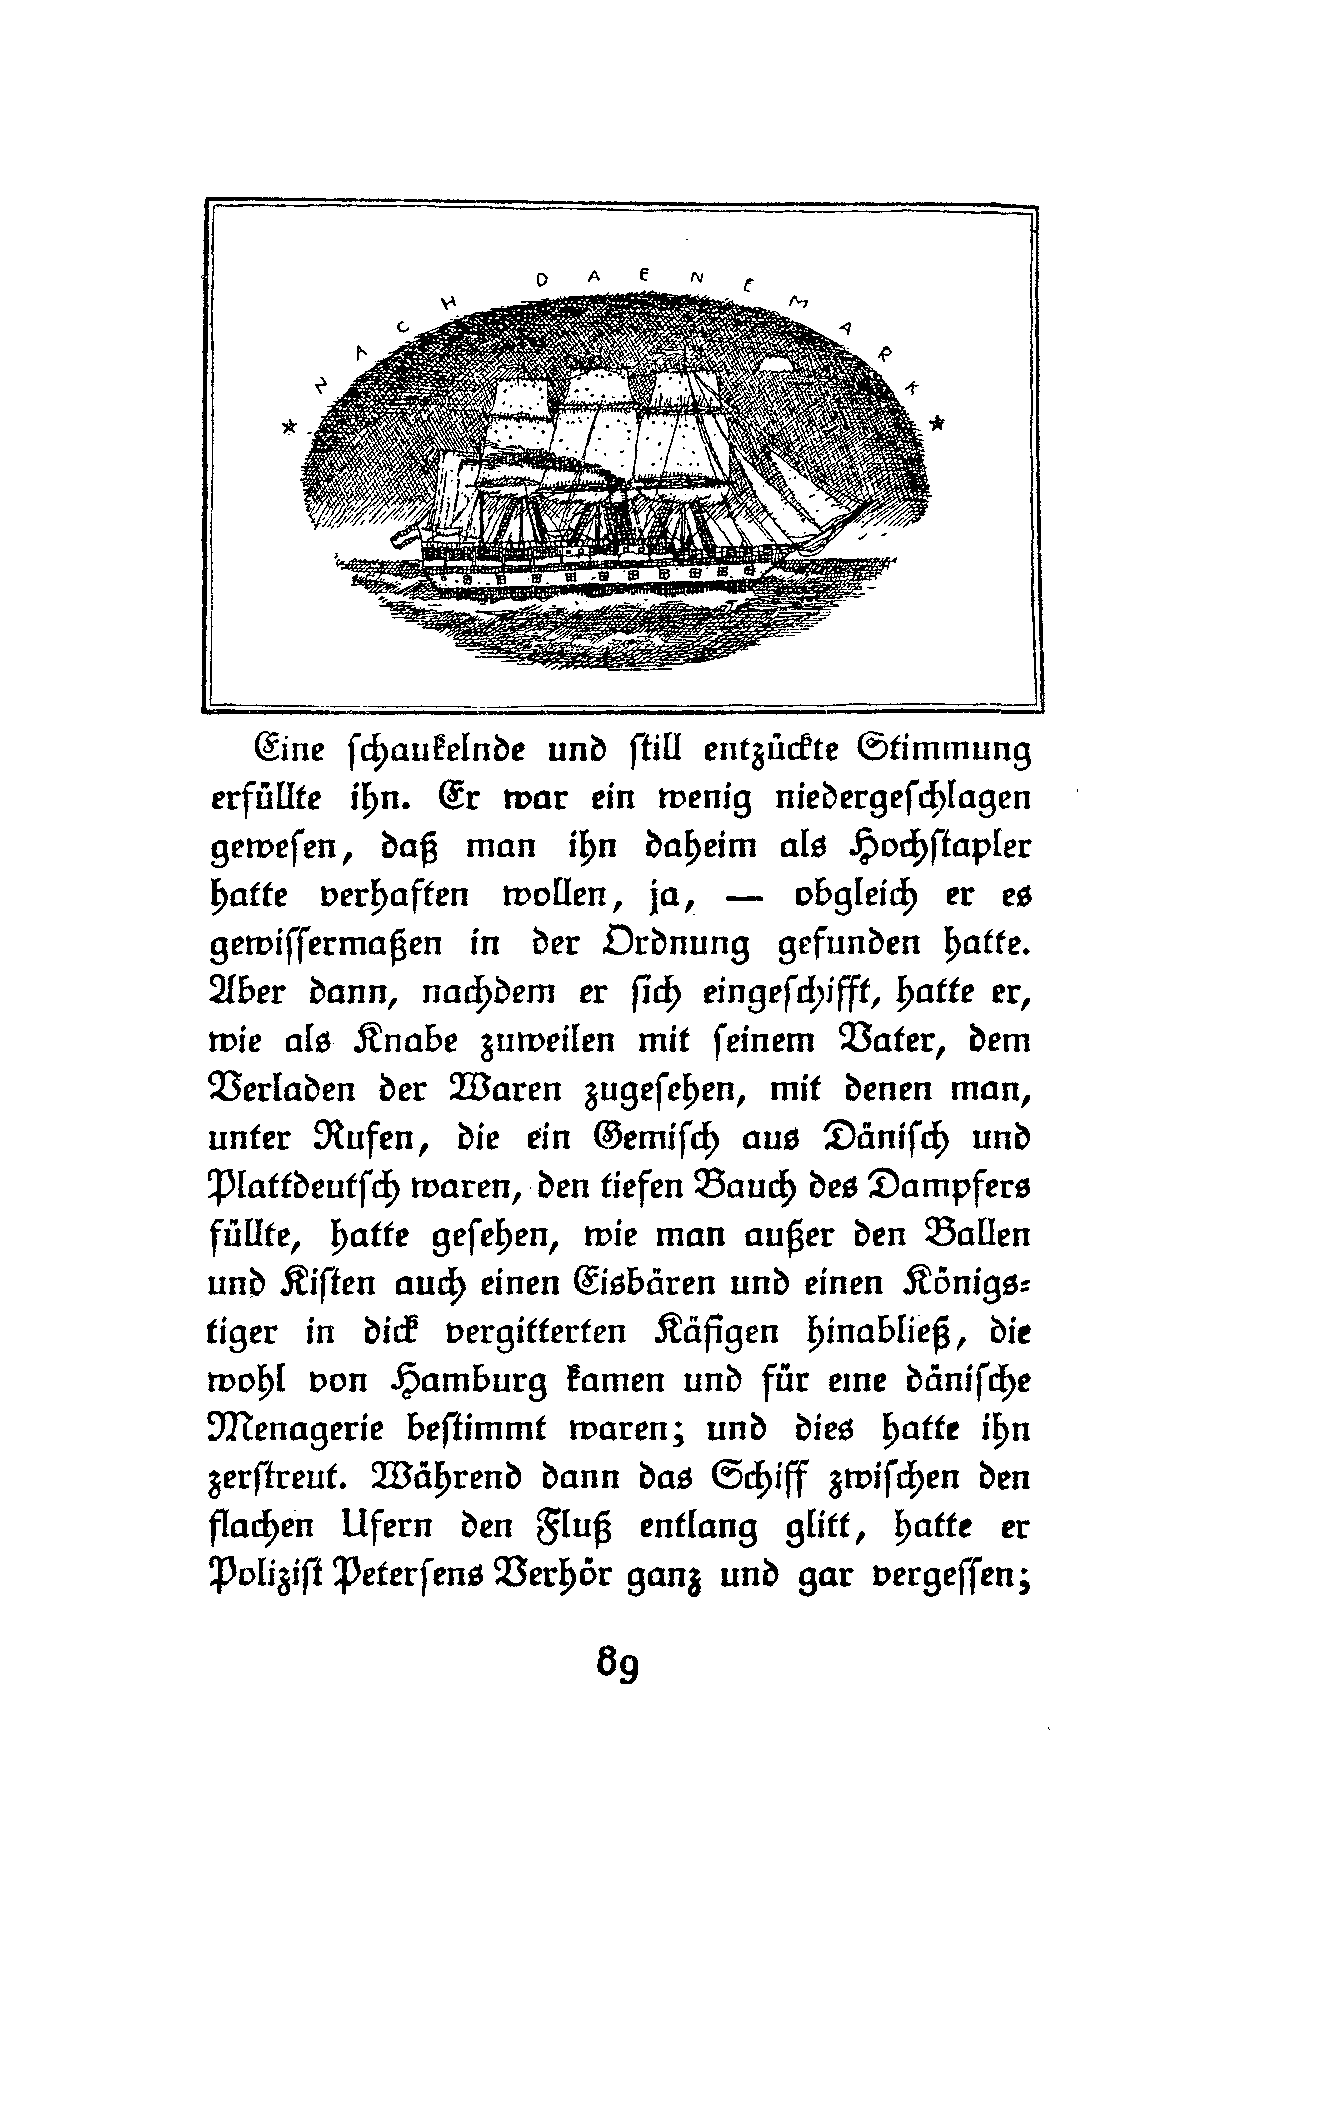 * NACH DAENEMARK *
Eine schaukelnde und still entzückte Stimmung
erfüllte ihn. Er war ein wenig niedergeschlagen
gewesen, daß man ihn daheim als Hochstapler
hatte verhaften wollen, ja, — obgleich er es
gewissermaßen in der Ordnung gefunden hatte.
Aber dann, nachdem er sich eingeschifft, hatte er,
wie als Knabe zuweilen mit seinem Vater, dem
Verladen der Waren zugesehen, mit denen man,
unter Rufen, die ein Gemisch aus Dänisch und
Plattdeutsch waren, den tiefen Bauch des Dampfers
füllte, hatte gesehen, wie man außer den Ballen
und Kisten auch einen Eisbären und einen Königs-
tiger in dick vergitterten Käfigen hinabließ, die
wohl von Hamburg kamen und für eine dänische
Menagerie bestimmt waren; und dies hatte ihn
zerstreut. Während dann das Schiff zwischen den
flachen Ufern den Fluß entlang glitt, hatte er
Polizist Petersens Verhör ganz und gar vergessen;
89